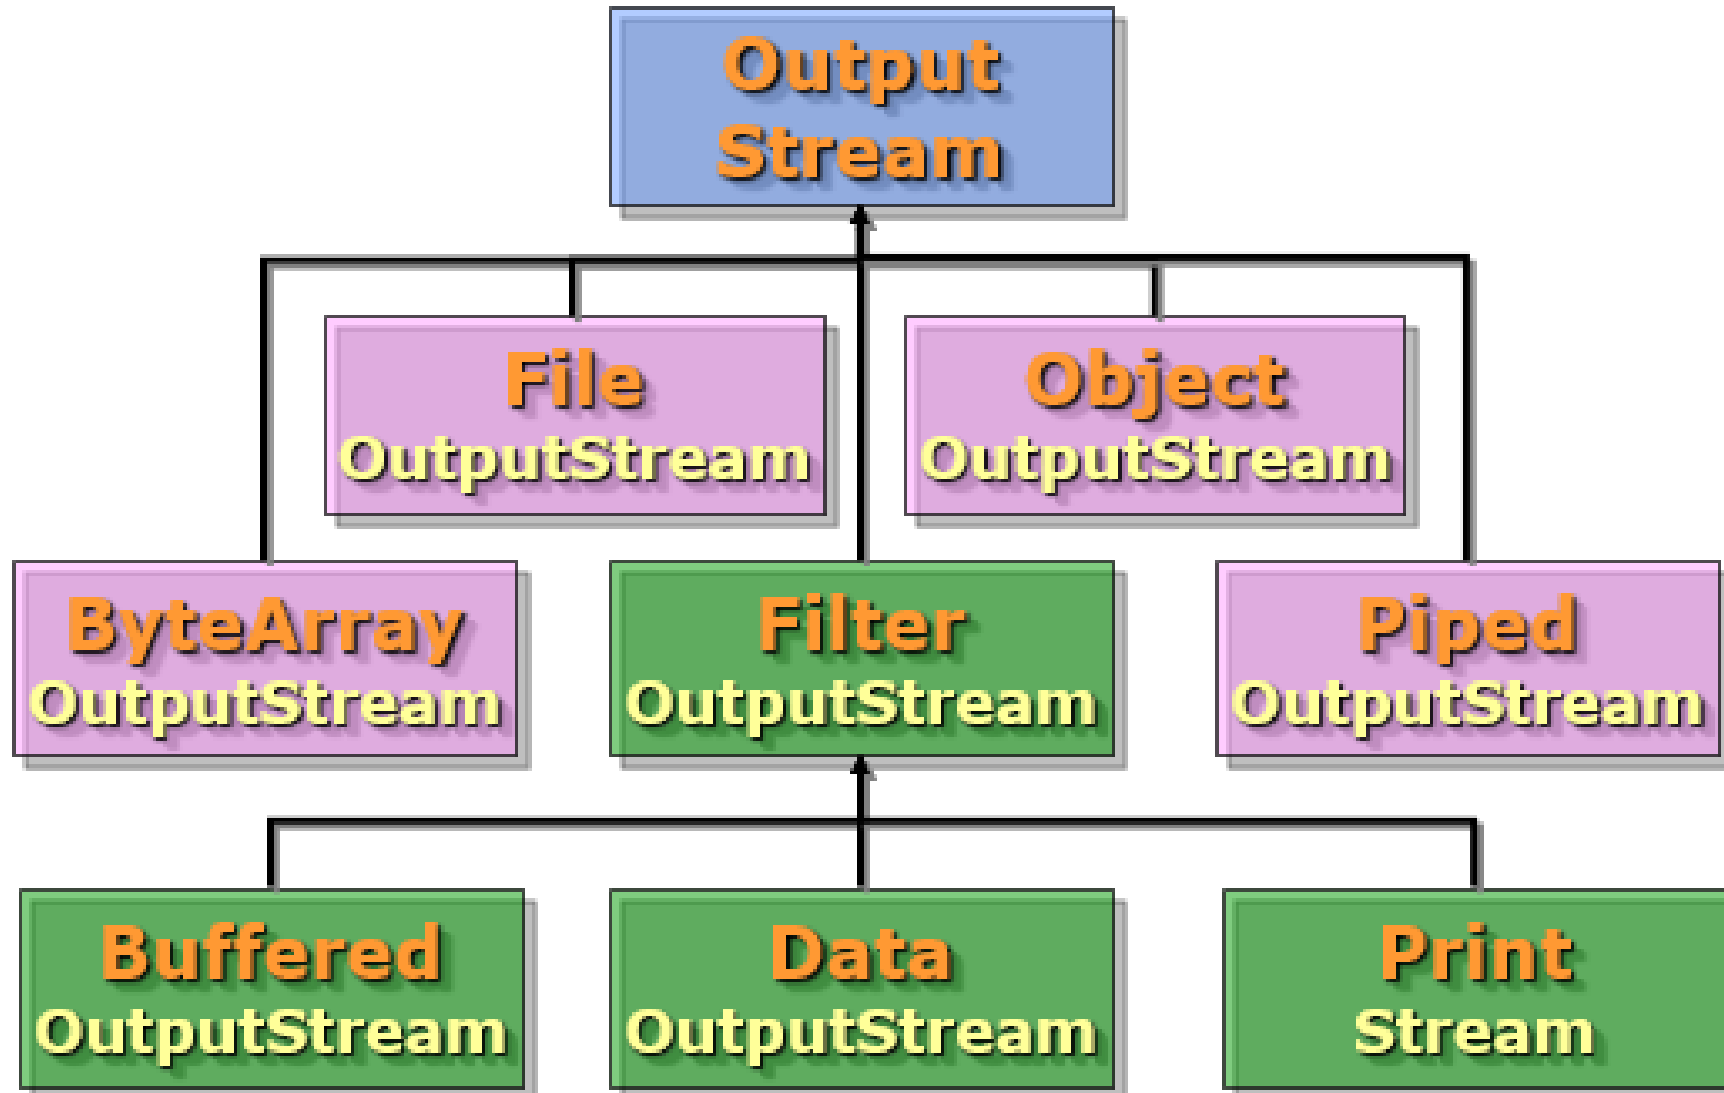 Output
Stream
File
OutputStream
Object
OutputStream
ByteArray
OutputStream
Filter
OutputStream
Piped
OutputStream
Buffered
OutputStream
Data
OutputStream
Print
Stream